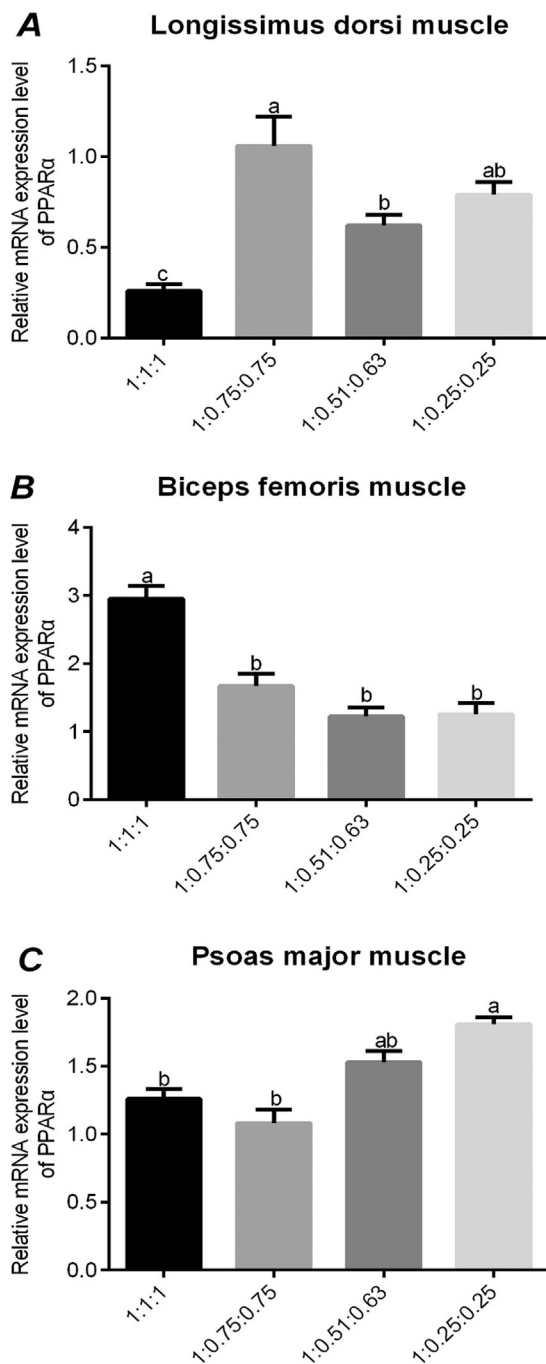 A Longissimus dorsi muscle
Relative mRNA expression level
of PPARα
1.5
1.0
0.5
0.0
c
a
b
ab
1:1:1
1:0.75:0.75
1:0.51:0.63
1:0.25:0.25
B Biceps femoris muscle
Relative mRNA expression level
of PPARα
4
3
2
1
0
a
b
b
b
1:1:1
1:0.75:0.75
1:0.51:0.63
1:0.25:0.25
C Psoas major muscle
Relative mRNA expression level
of PPARα
2.0
1.5
1.0
0.5
0.0
b
b
ab
a
1:1:1
1:0.75:0.75
1:0.51:0.63
1:0.25:0.25